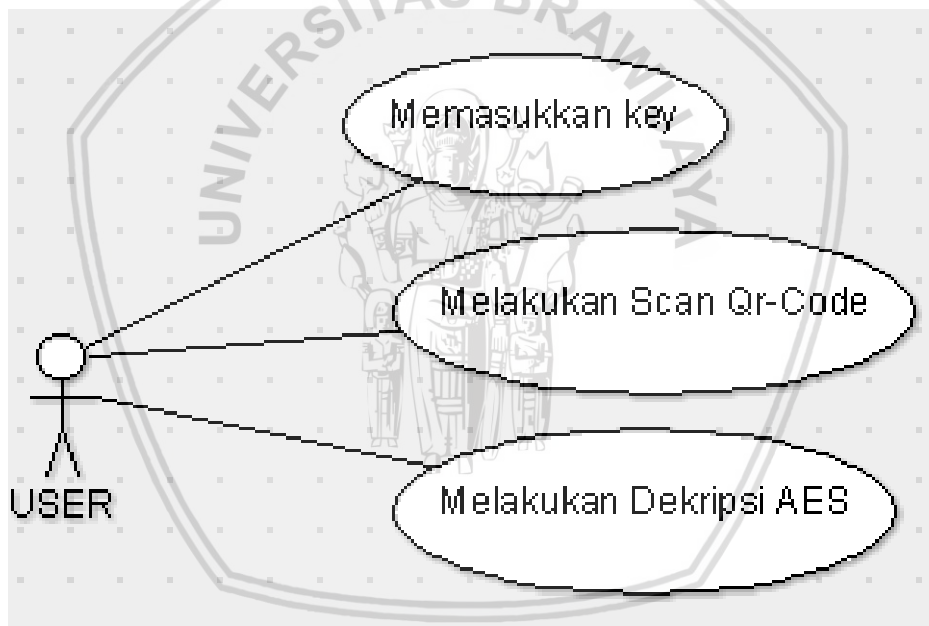 UNIVERSITAS BRAWIJAYA
Memasukkan key
Melakukan Scan Qr-Code
USER
Melakukan Dekripsi AES